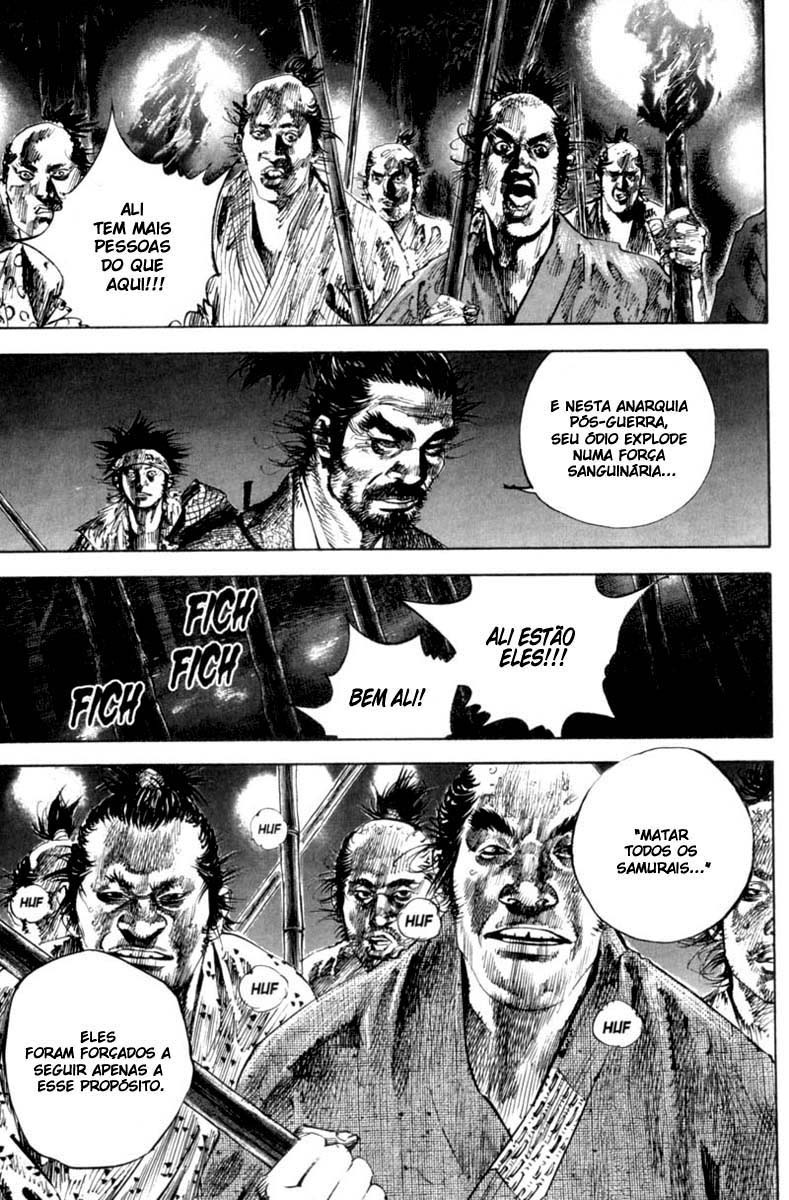 ALI
TEM MAIS
PESSOAS
DO QUE
AQUI!!!
E NESTA ANARQUIA
PÓS-GUERRA,
SEU ÓDIO EXPLODE
NUMA FORÇA
SANGUINÁRIA...
ALI ESTÃO
ELES!!!
BEM ALI!
FICH
FICH
FICH
"MATAR
TODOS OS
SAMURAIS..."
HUF
HUF
HUF
HUF
HUF
ELES
FORAM FORÇADOS A
SEGUIR APENAS A
ESSE PROPÓSITO.